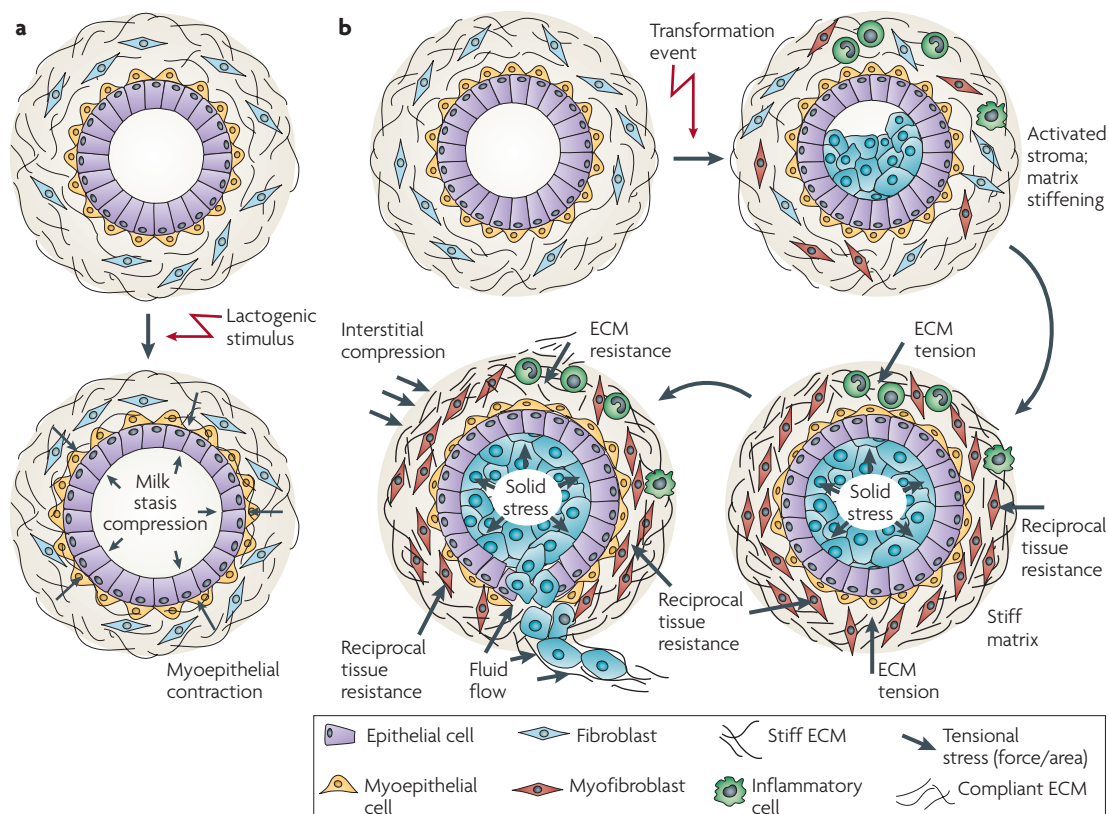 a
b
Transformation
event
Activated
stroma;
matrix
stiffening
Lactogenic
stimulus
Milk
stasis
compression
Myoepithelial
contraction
Interstitial
compression
ECM
resistance
Solid
stress
Reciprocal
tissue
resistance
Fluid
flow
Reciprocal
tissue
resistance
ECM
tension
Solid
stress
Reciprocal
tissue
resistance
Stiff
matrix
ECM
tension
Epithelial cell
Fibroblast
Stiff ECM
Tensional
stress (force/area)
Myoepithelial
cell
Myofibroblast
Inflammatory
cell
Compliant ECM